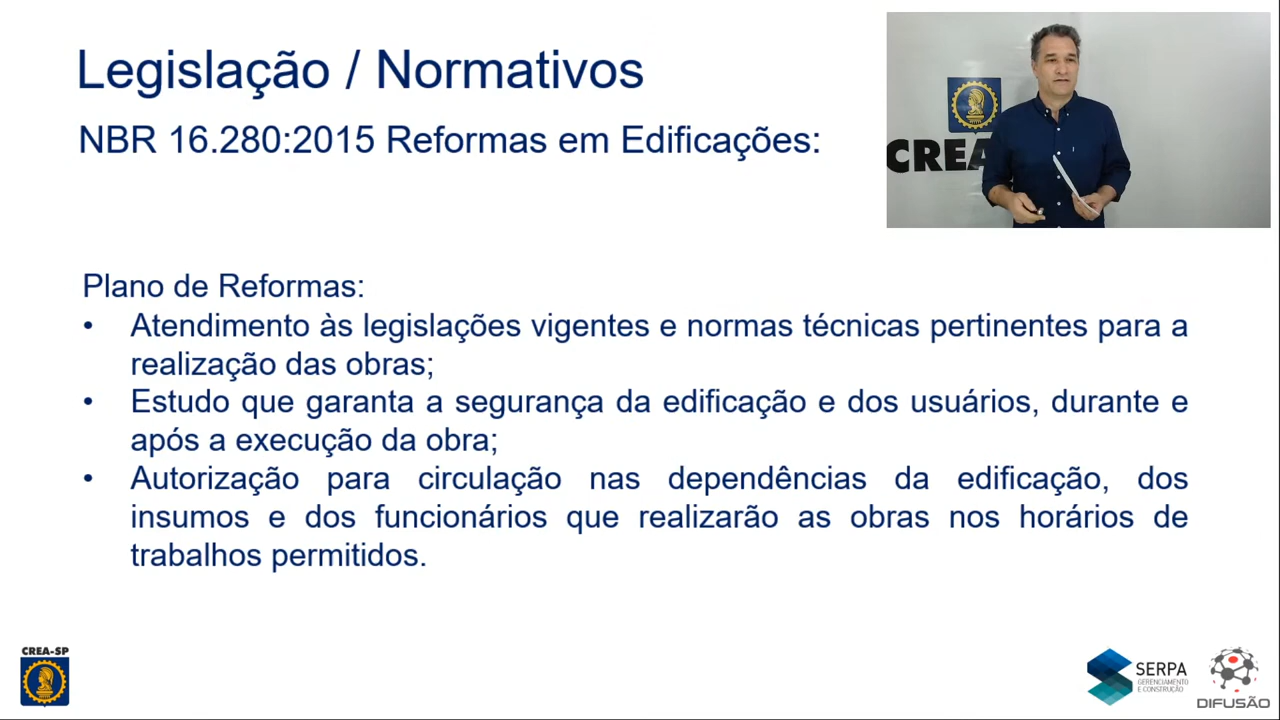 Legislação / Normativos
NBR 16.280:2015 Reformas em Edificações:
CREA
Plano de Reformas:
• Atendimento às legislações vigentes e normas técnicas pertinentes para a
realização das obras;
• Estudo que garanta a segurança da edificação e dos usuários, durante e
após a execução da obra;
• Autorização para circulação nas dependências da edificação, dos
insumos e dos funcionários que realizarão as obras nos horários de
trabalhos permitidos.
CREA-SP
SERPA
GERENCIAMENTO
E CONSTRUÇÃO
DIFUSÃO